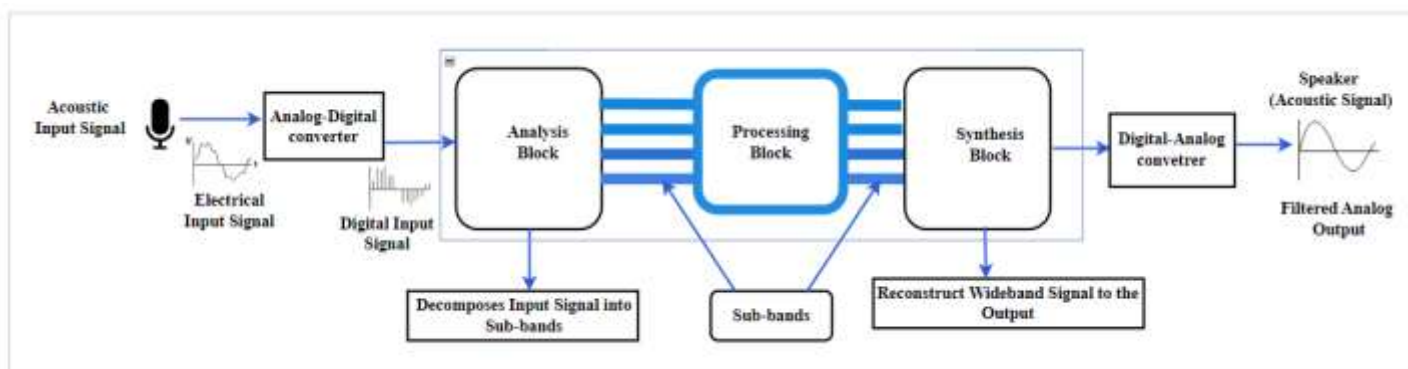 Acoustic
Input Signal
Electrical
Input Signal
Analog-Digital
converter
Digital Input
Signal
Analysis
Block
Processing
Block
Synthesis
Block
Digital-Analog
convetrer
Speaker
(Acoustic Signal)
Filtered Analog
Output
Decomposes Input Signal into
Sub-bands
Sub-bands
Reconstruct Wideband Signal to the
Output